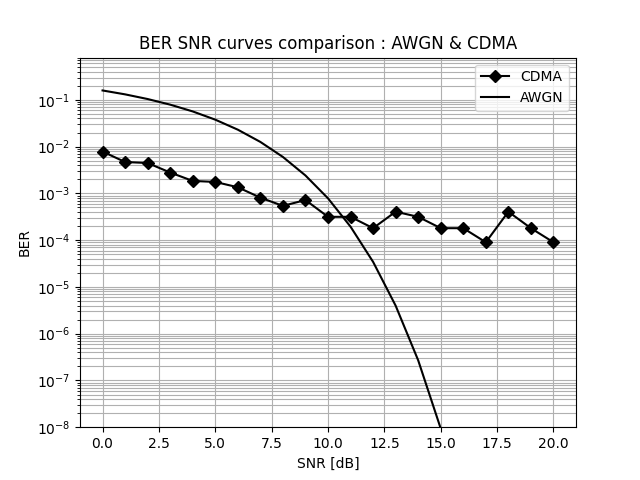 BER SNR curves comparison : AWGN & CDMA
CDMA
AWGN
10⁻¹
10⁻²
10⁻³
10⁻⁴
10⁻⁵
10⁻⁶
10⁻⁷
10⁻⁸
BER
0.0 2.5 5.0 7.5 10.0 12.5 15.0 17.5 20.0
SNR [dB]